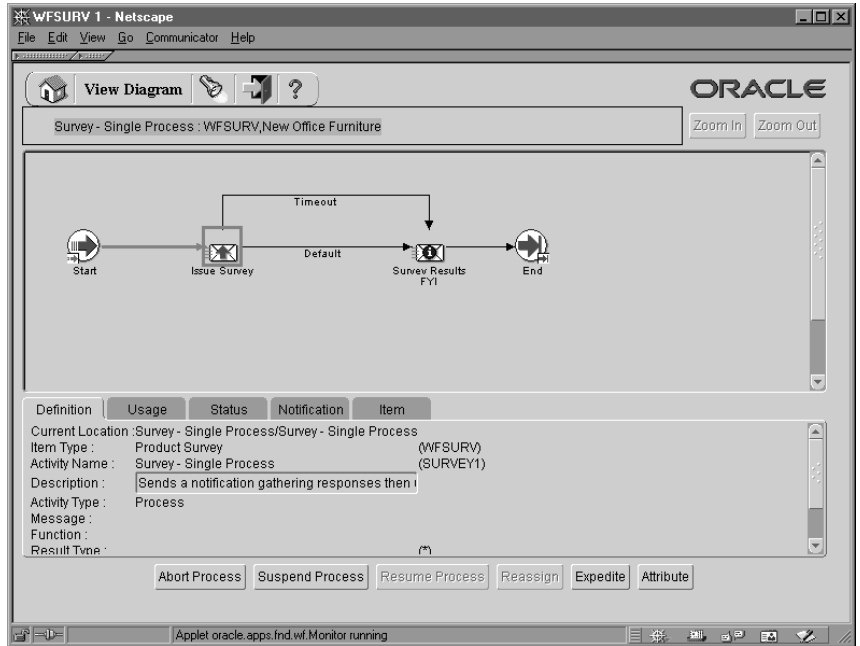 WFSURV 1 - Netscape
File Edit View Go Communicator Help
View Diagram ?
ORACLE
Survey - Single Process : WFSURV,New Office Furniture
Zoom In Zoom Out
Timeout
Default
Start
Issue Survey
Survey Results
FYI
End
Definition Usage Status Notification Item
Current Location :Survey - Single Process/Survey - Single Process
Item Type : Product Survey (WFSURV)
Activity Name : Survey - Single Process (SURVEY1)
Description : Sends a notification gathering responses then
Activity Type : Process
Message :
Function :
Result Type : (*)
Abort Process Suspend Process Resume Process Reassign Expedite Attribute
Applet oracle.apps.fnd.wf.Monitor running